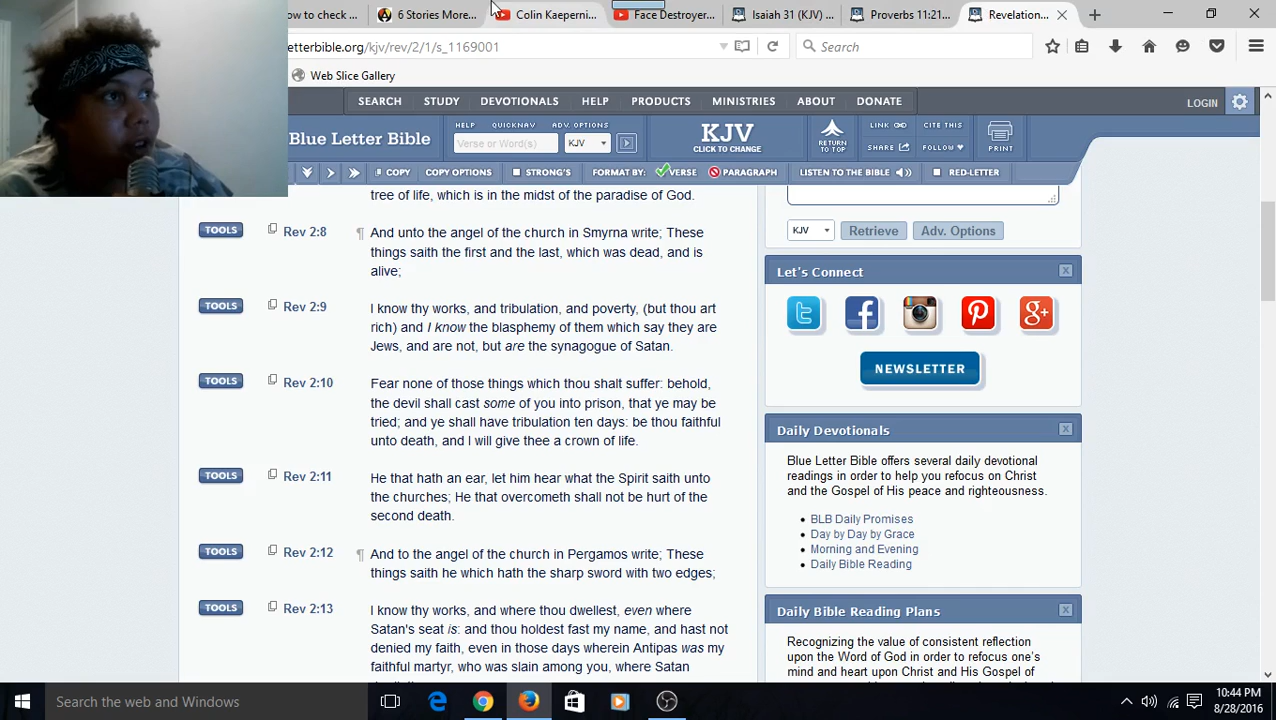 ow to check ...
6 Stories More...
Colin Kaeperni...
Face Destroyer...
Isaiah 31 (KJV) ...
Proverbs 11:21...
Revelation...
etterbible.org/kjv/rev/2/1/s_1169001
Search
Web Slice Gallery
SEARCH STUDY DEVOTIONALS HELP PRODUCTS MINISTRIES ABOUT DONATE
LOGIN
Blue Letter Bible
HELP QUICKNAV ADV. OPTIONS
Verse or Word(s)
KJV
KJV
CLICK TO CHANGE
RETURN
TO TOP
LINK
CITE THIS
SHARE
FOLLOW
PRINT
COPY COPY OPTIONS STRONG'S FORMAT BY: VERSE PARAGRAPH LISTEN TO THE BIBLE RED-LETTER
tree of life, which is in the midst of the paradise of God.
TOOLS Rev 2:8 ¶ And unto the angel of the church in Smyrna write; These
things saith the first and the last, which was dead, and is
alive;
TOOLS Rev 2:9 I know thy works, and tribulation, and poverty, (but thou art
rich) and I know the blasphemy of them which say they are
Jews, and are not, but are the synagogue of Satan.
TOOLS Rev 2:10 Fear none of those things which thou shalt suffer: behold,
the devil shall cast some of you into prison, that ye may be
tried; and ye shall have tribulation ten days: be thou faithful
unto death, and I will give thee a crown of life.
TOOLS Rev 2:11 He that hath an ear, let him hear what the Spirit saith unto
the churches; He that overcometh shall not be hurt of the
second death.
TOOLS Rev 2:12 ¶ And to the angel of the church in Pergamos write; These
things saith he which hath the sharp sword with two edges;
TOOLS Rev 2:13 I know thy works, and where thou dwellest, even where
Satan's seat is: and thou holdest fast my name, and hast not
denied my faith, even in those days wherein Antipas was my
faithful martyr, who was slain among you, where Satan
KJV
Retrieve
Adv. Options
Let's Connect
NEWSLETTER
Daily Devotionals
Blue Letter Bible offers several daily devotional
readings in order to help you refocus on Christ
and the Gospel of His peace and righteousness.
• BLB Daily Promises
• Day by Day by Grace
• Morning and Evening
• Daily Bible Reading
Daily Bible Reading Plans
Recognizing the value of consistent reflection
upon the Word of God in order to refocus one's
mind and heart upon Christ and His Gospel of
Search the web and Windows
10:44 PM
8/28/2016